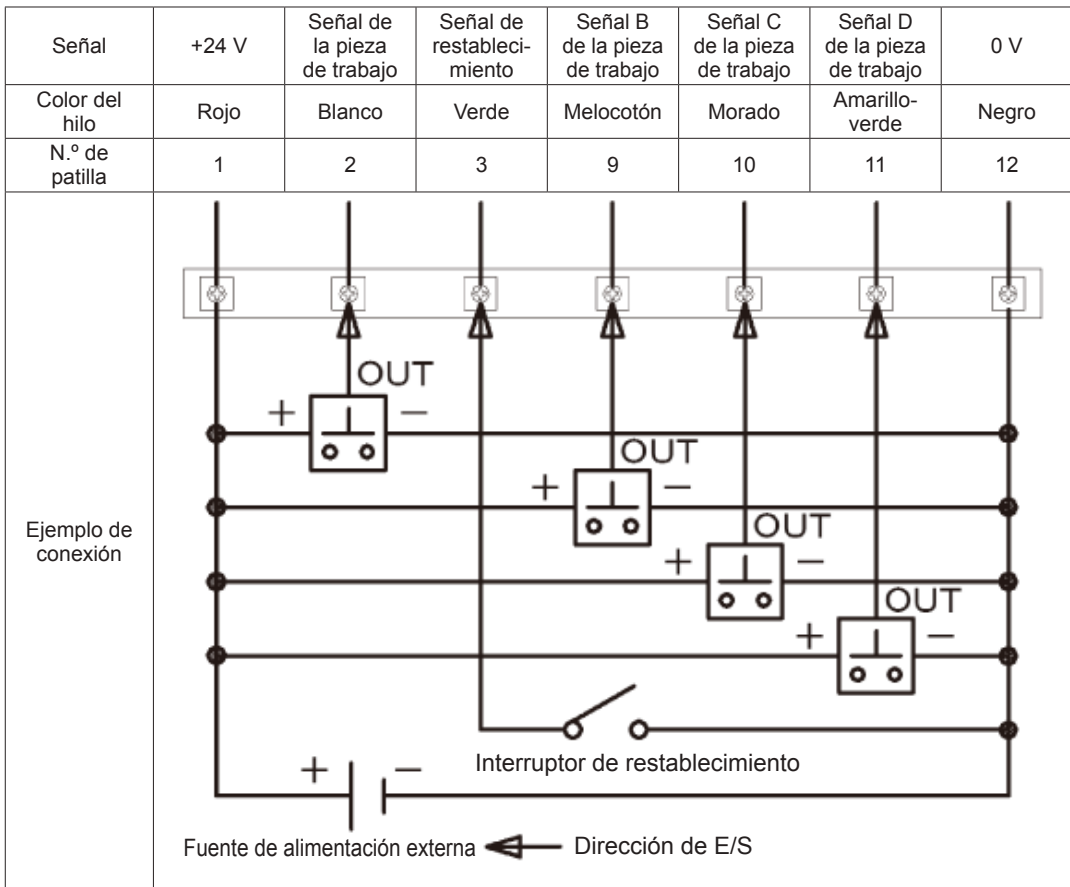 Señal
+24 V
Señal de
la pieza
de trabajo
Señal de
restableci-
miento
Señal B
de la pieza
de trabajo
Señal C
de la pieza
de trabajo
Señal D
de la pieza
de trabajo
0 V
Color del
hilo
Rojo
Blanco
Verde
Melocotón
Morado
Amarillo-
verde
Negro
N.º de
patilla
1
2
3
9
10
11
12
Ejemplo de
conexión
OUT
+ −
OUT
+ −
OUT
+ −
OUT
+ −
Interruptor de restablecimiento
+ −
Fuente de alimentación externa
Dirección de E/S